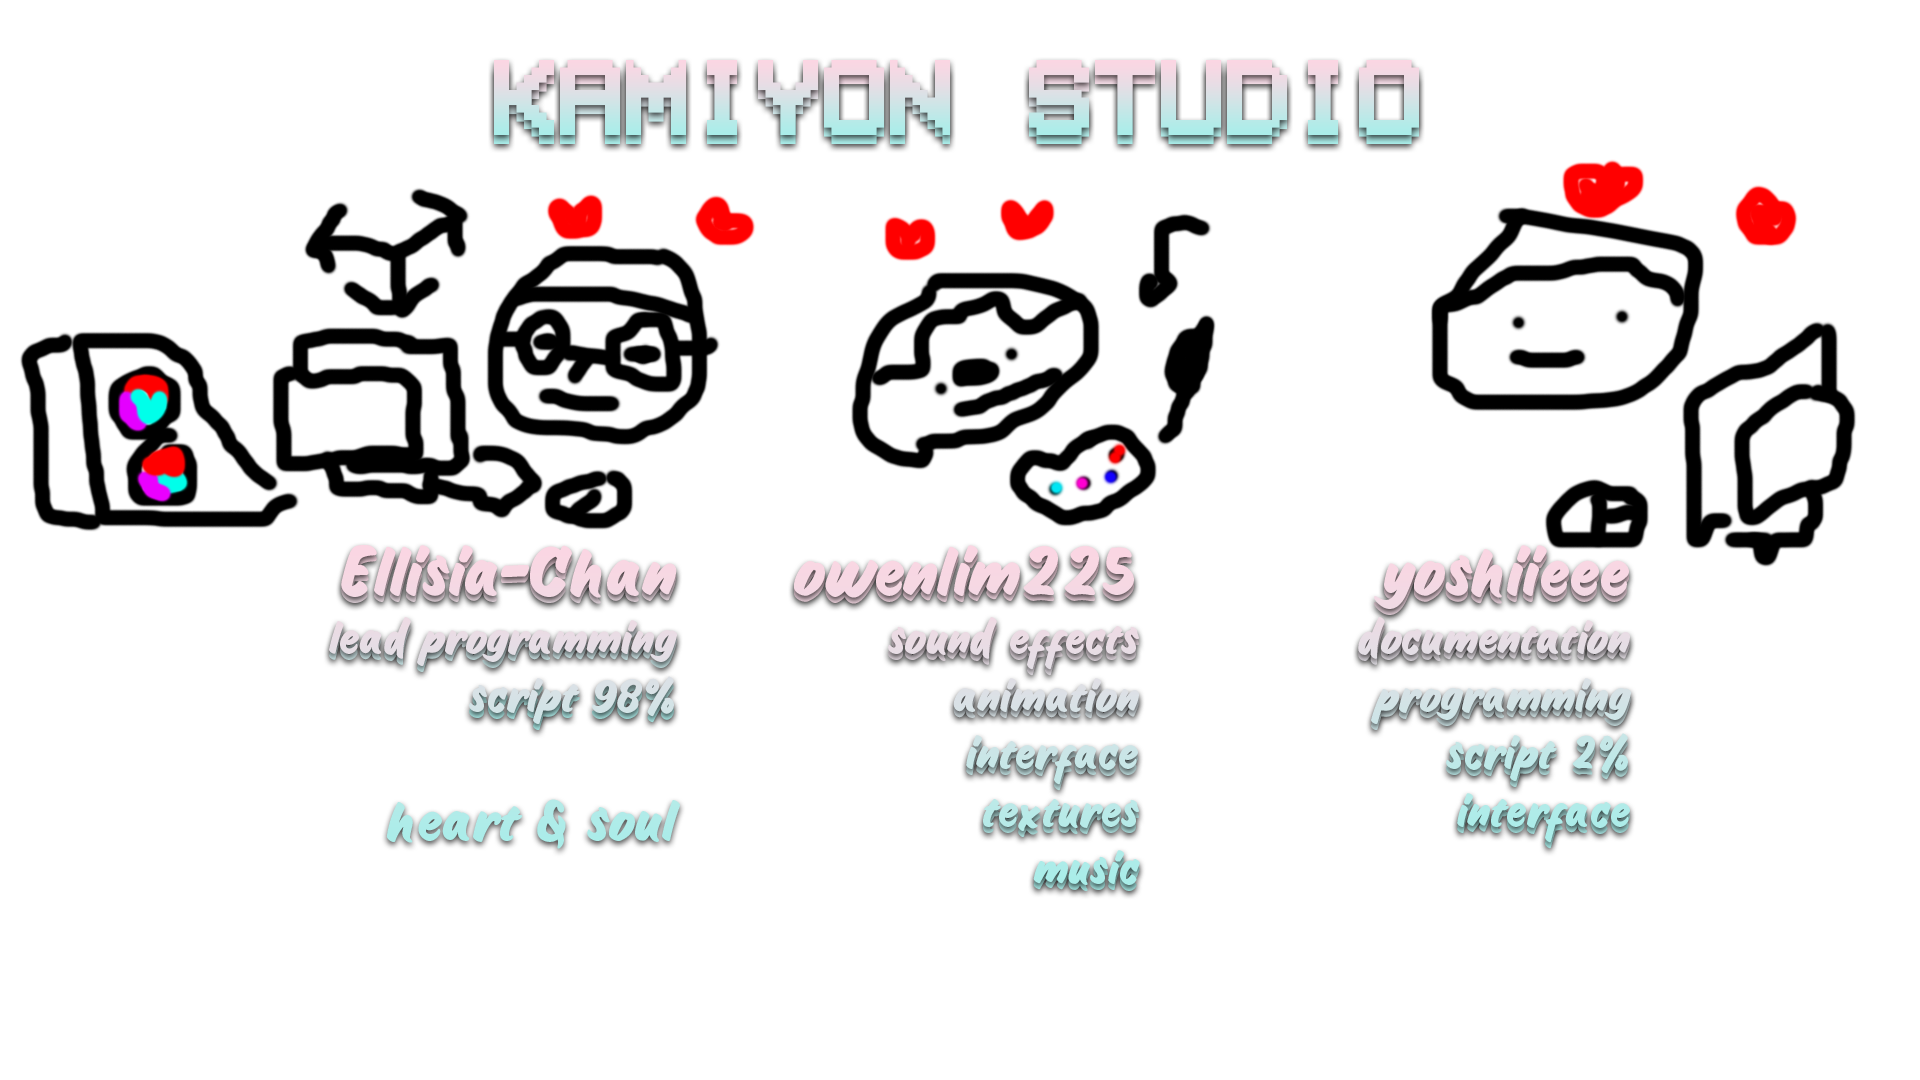 KAMIYON STUDIO
Ellisia-Chan
lead programming
script 98%
heart & soul
owenlim225
sound effects
animation
interface
textures
music
yoshiieee
documentation
programming
script 2%
interface